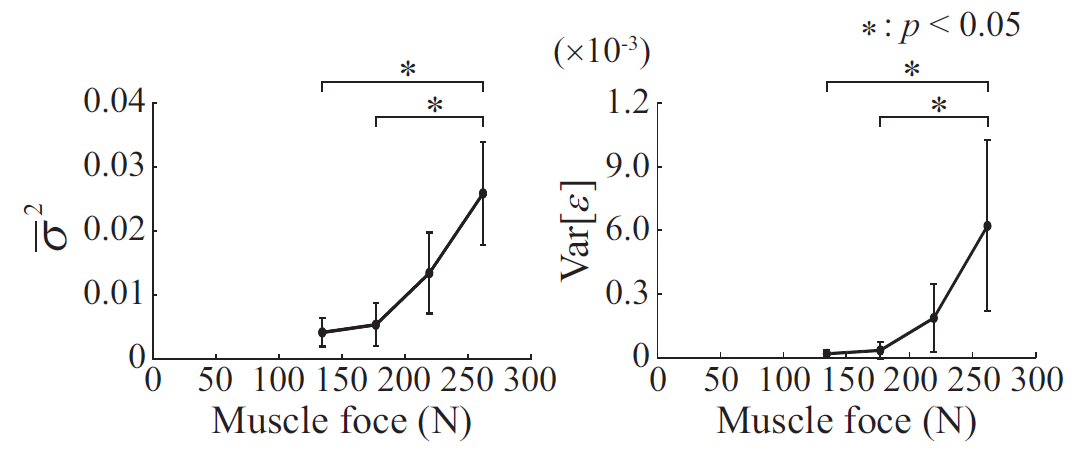 * : p < 0.05
(×10-3)
* *
* *
0.04 1.2
0.03 9.0
0.02 6.0
0.01 0.3
0 0
σ̅ 2
Var[ε]
0 50 100 150 200 250 300
0 50 100 150 200 250 300
Muscle foce (N)
Muscle foce (N)